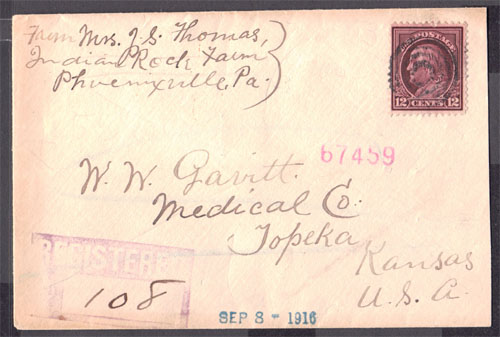 From Mrs. J. S. Thomas,
Indian Rock Farm
Phoenixville, Pa.
U.S. POSTAGE
12 CENTS 12
67459
W. W. Gavitt
Medical Co.
Topeka
Kansas
U.S.A.
REGISTERED
108
SEP 8 - 1916